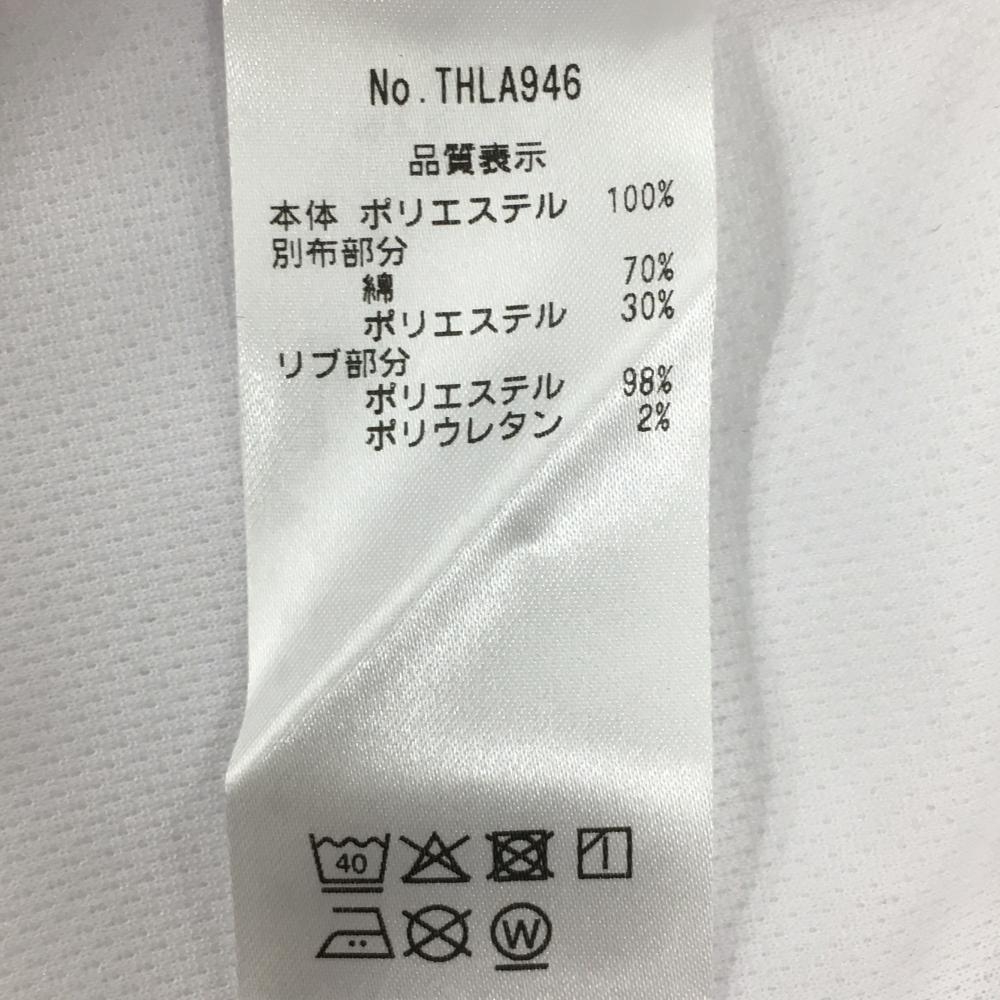 No.THLA946
品質表示
本体 ポリエステル 100%
別布部分
綿 70%
ポリエステル 30%
リブ部分
ポリエステル 98%
ポリウレタン 2%
40
W